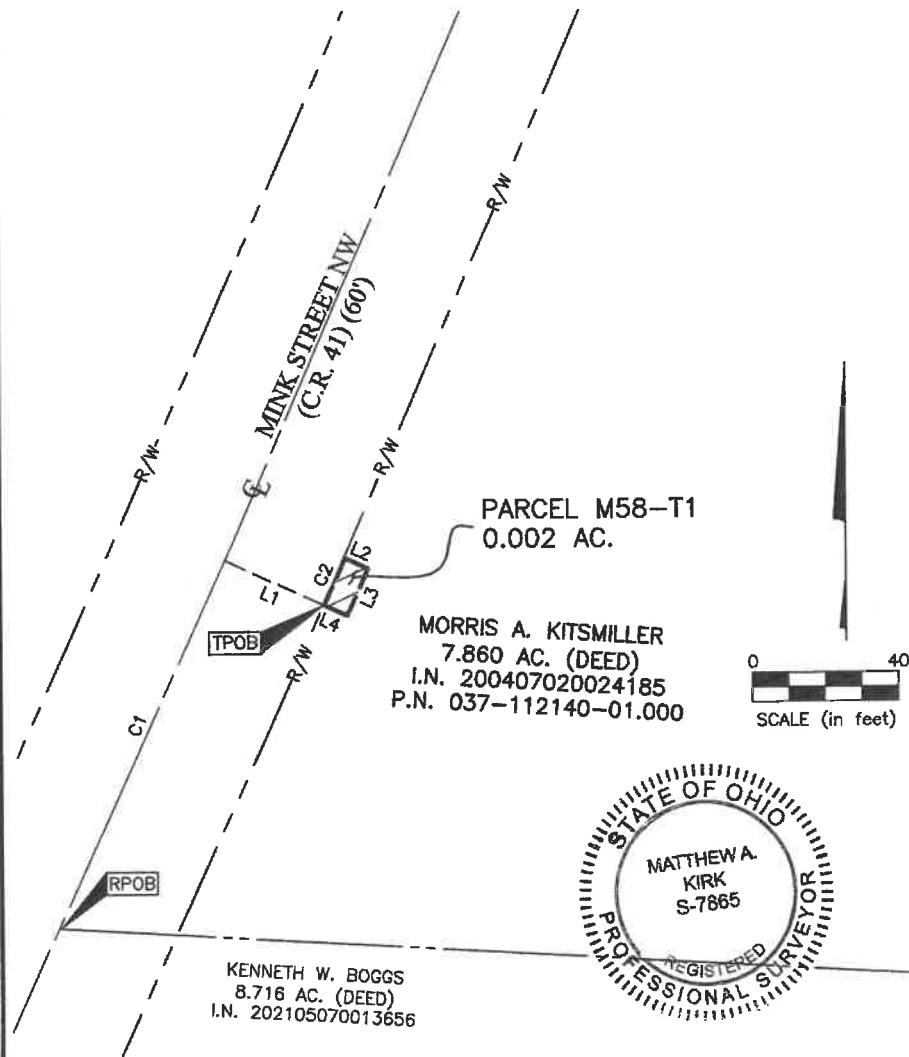 R/W
MINK STREET NW
(C.R. 41) (60')
R/W
R/W
℄
PARCEL M58-T1
0.002 AC.
L2
C2
L1
L3
L4
TPOB
R/W
MORRIS A. KITSMILLER
7.860 AC. (DEED)
I.N. 200407020024185
P.N. 037-112140-01.000
0 40
SCALE (in feet)
C1
RPOB
STATE OF OHIO
MATTHEW A.
KIRK
S-7865
REGISTERED
PROFESSIONAL SURVEYOR
KENNETH W. BOGGS
8.716 AC. (DEED)
I.N. 202105070013656